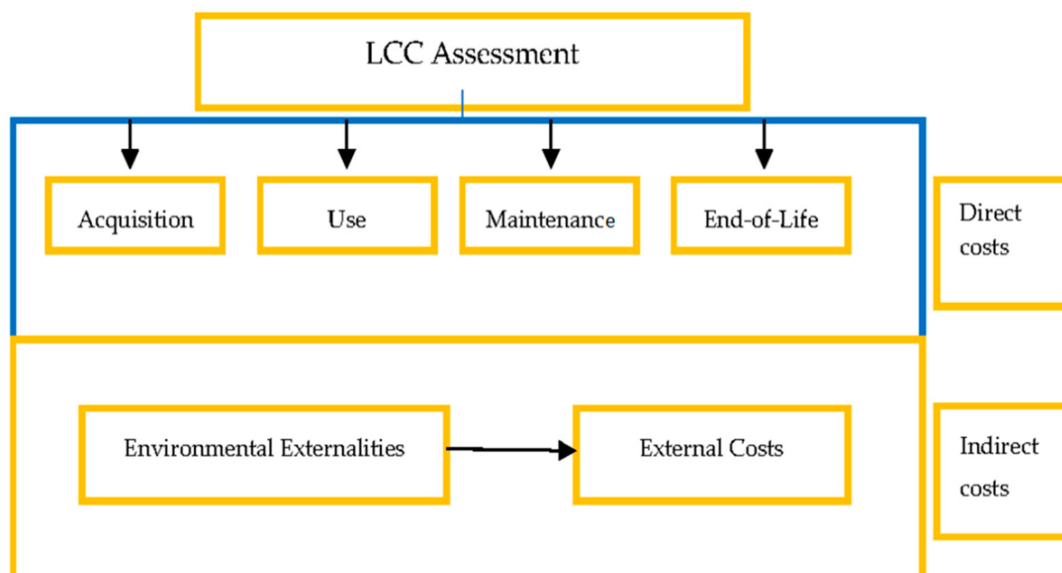 LCC Assessment
Acquisition
Use
Maintenance
End-of-Life
Direct
costs
Environmental Externalities
External Costs
Indirect
costs